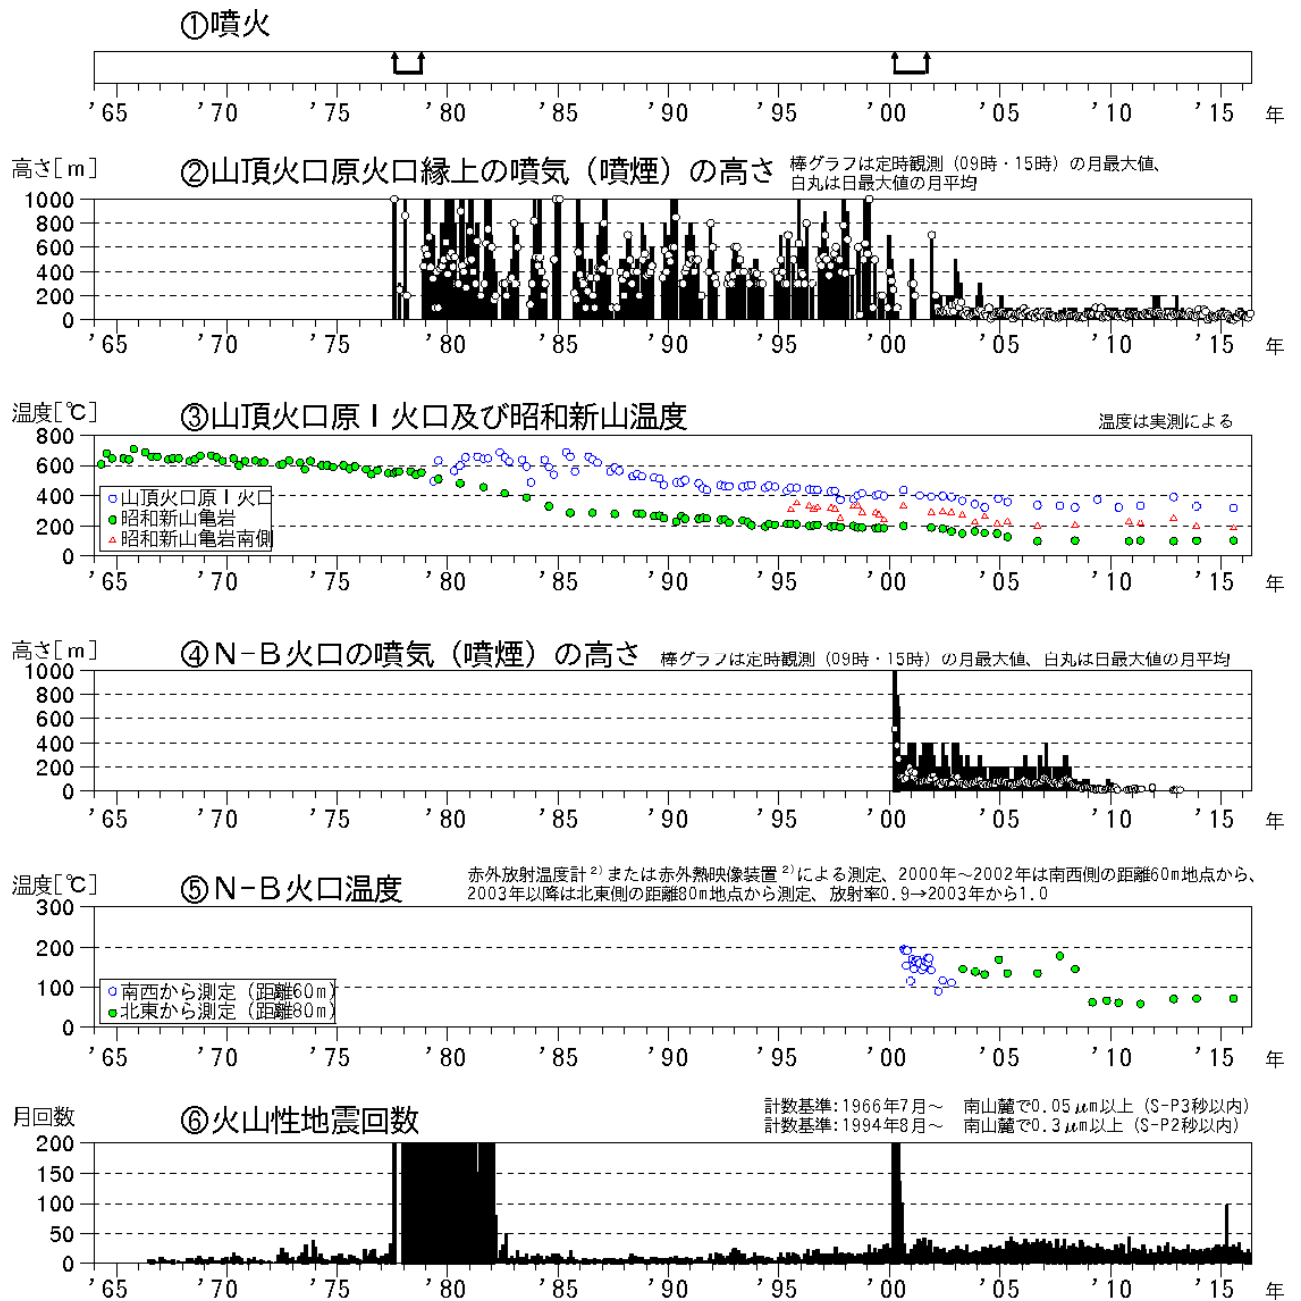 ①噴火
'65 '70 '75 '80 '85 '90 '95 '00 '05 '10 '15 年
高さ[m] ②山頂火口原火口縁上の噴気（噴煙）の高さ 棒グラフは定時観測（09時・15時）の月最大値、
白丸は日最大値の月平均
1000
800
600
400
200
0
'65 '70 '75 '80 '85 '90 '95 '00 '05 '10 '15 年
温度[℃] ③山頂火口原Ｉ火口及び昭和新山温度 温度は実測による
800
600
400
200
0
山頂火口原Ｉ火口
昭和新山亀岩
昭和新山亀岩南側
'65 '70 '75 '80 '85 '90 '95 '00 '05 '10 '15 年
高さ[m] ④Ｎ-Ｂ火口の噴気（噴煙）の高さ 棒グラフは定時観測（09時・15時）の月最大値、白丸は日最大値の月平均
1000
800
600
400
200
0
'65 '70 '75 '80 '85 '90 '95 '00 '05 '10 '15 年
温度[℃] ⑤Ｎ-Ｂ火口温度 赤外放射温度計2)または赤外熱映像装置2)による測定、2000年～2002年は南西側の距離60m地点から、
2003年以降は北東側の距離80m地点から測定、放射率0.9→2003年から1.0
300
200
100
0
南西から測定（距離60m）
北東から測定（距離80m）
'65 '70 '75 '80 '85 '90 '95 '00 '05 '10 '15 年
月回数 ⑥火山性地震回数 計数基準:1966年7月～ 南山麓で0.05μm以上（S-P3秒以内）
計数基準:1994年8月～ 南山麓で0.3μm以上（S-P2秒以内）
200
150
100
50
0
'65 '70 '75 '80 '85 '90 '95 '00 '05 '10 '15 年